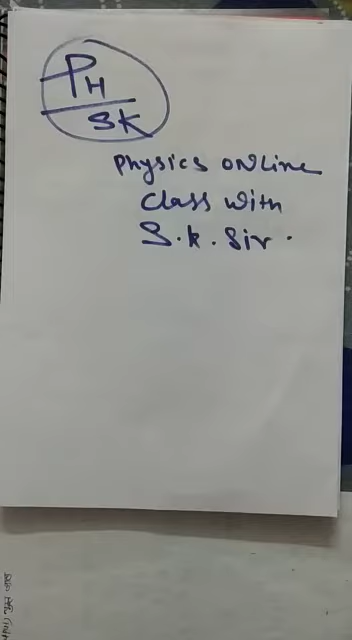 PH
SK
Physics online
class with
S.K. Sir.